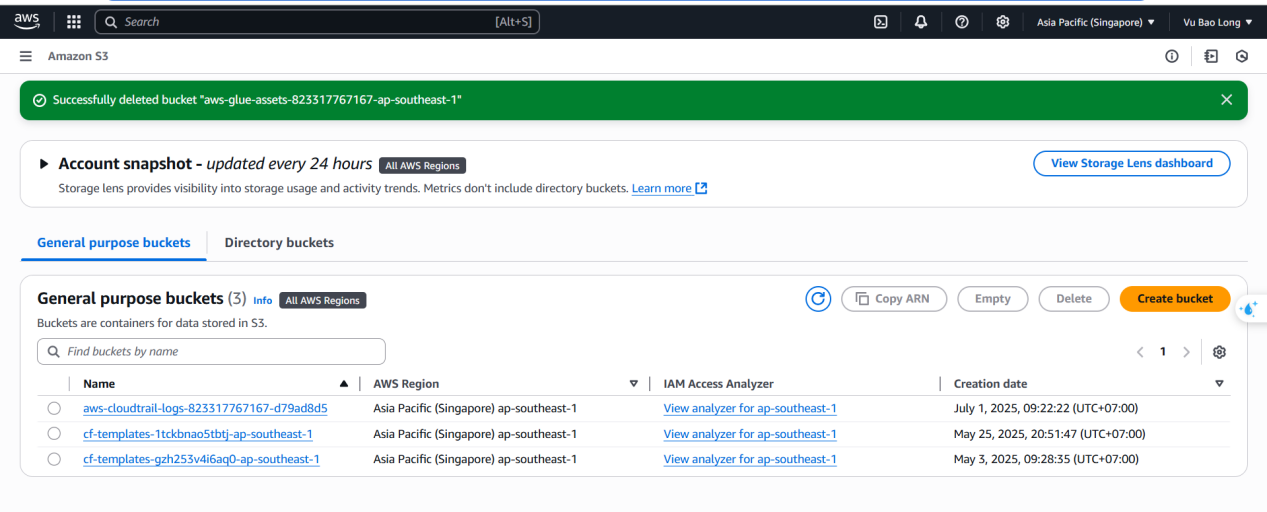 aws
Search [Alt+S] Asia Pacific (Singapore) Vu Bao Long
Amazon S3
Successfully deleted bucket "aws-glue-assets-823317767167-ap-southeast-1"
Account snapshot - updated every 24 hours All AWS Regions View Storage Lens dashboard
Storage lens provides visibility into storage usage and activity trends. Metrics don't include directory buckets. Learn more
General purpose buckets Directory buckets
General purpose buckets (3) Info All AWS Regions Copy ARN Empty Delete Create bucket
Buckets are containers for data stored in S3.
Find buckets by name 1
Name AWS Region IAM Access Analyzer Creation date
aws-cloudtrail-logs-823317767167-d79ad8d5 Asia Pacific (Singapore) ap-southeast-1 View analyzer for ap-southeast-1 July 1, 2025, 09:22:22 (UTC+07:00)
cf-templates-1tckbnao5tbtj-ap-southeast-1 Asia Pacific (Singapore) ap-southeast-1 View analyzer for ap-southeast-1 May 25, 2025, 20:51:47 (UTC+07:00)
cf-templates-gzh253v4i6aq0-ap-southeast-1 Asia Pacific (Singapore) ap-southeast-1 View analyzer for ap-southeast-1 May 3, 2025, 09:28:35 (UTC+07:00)